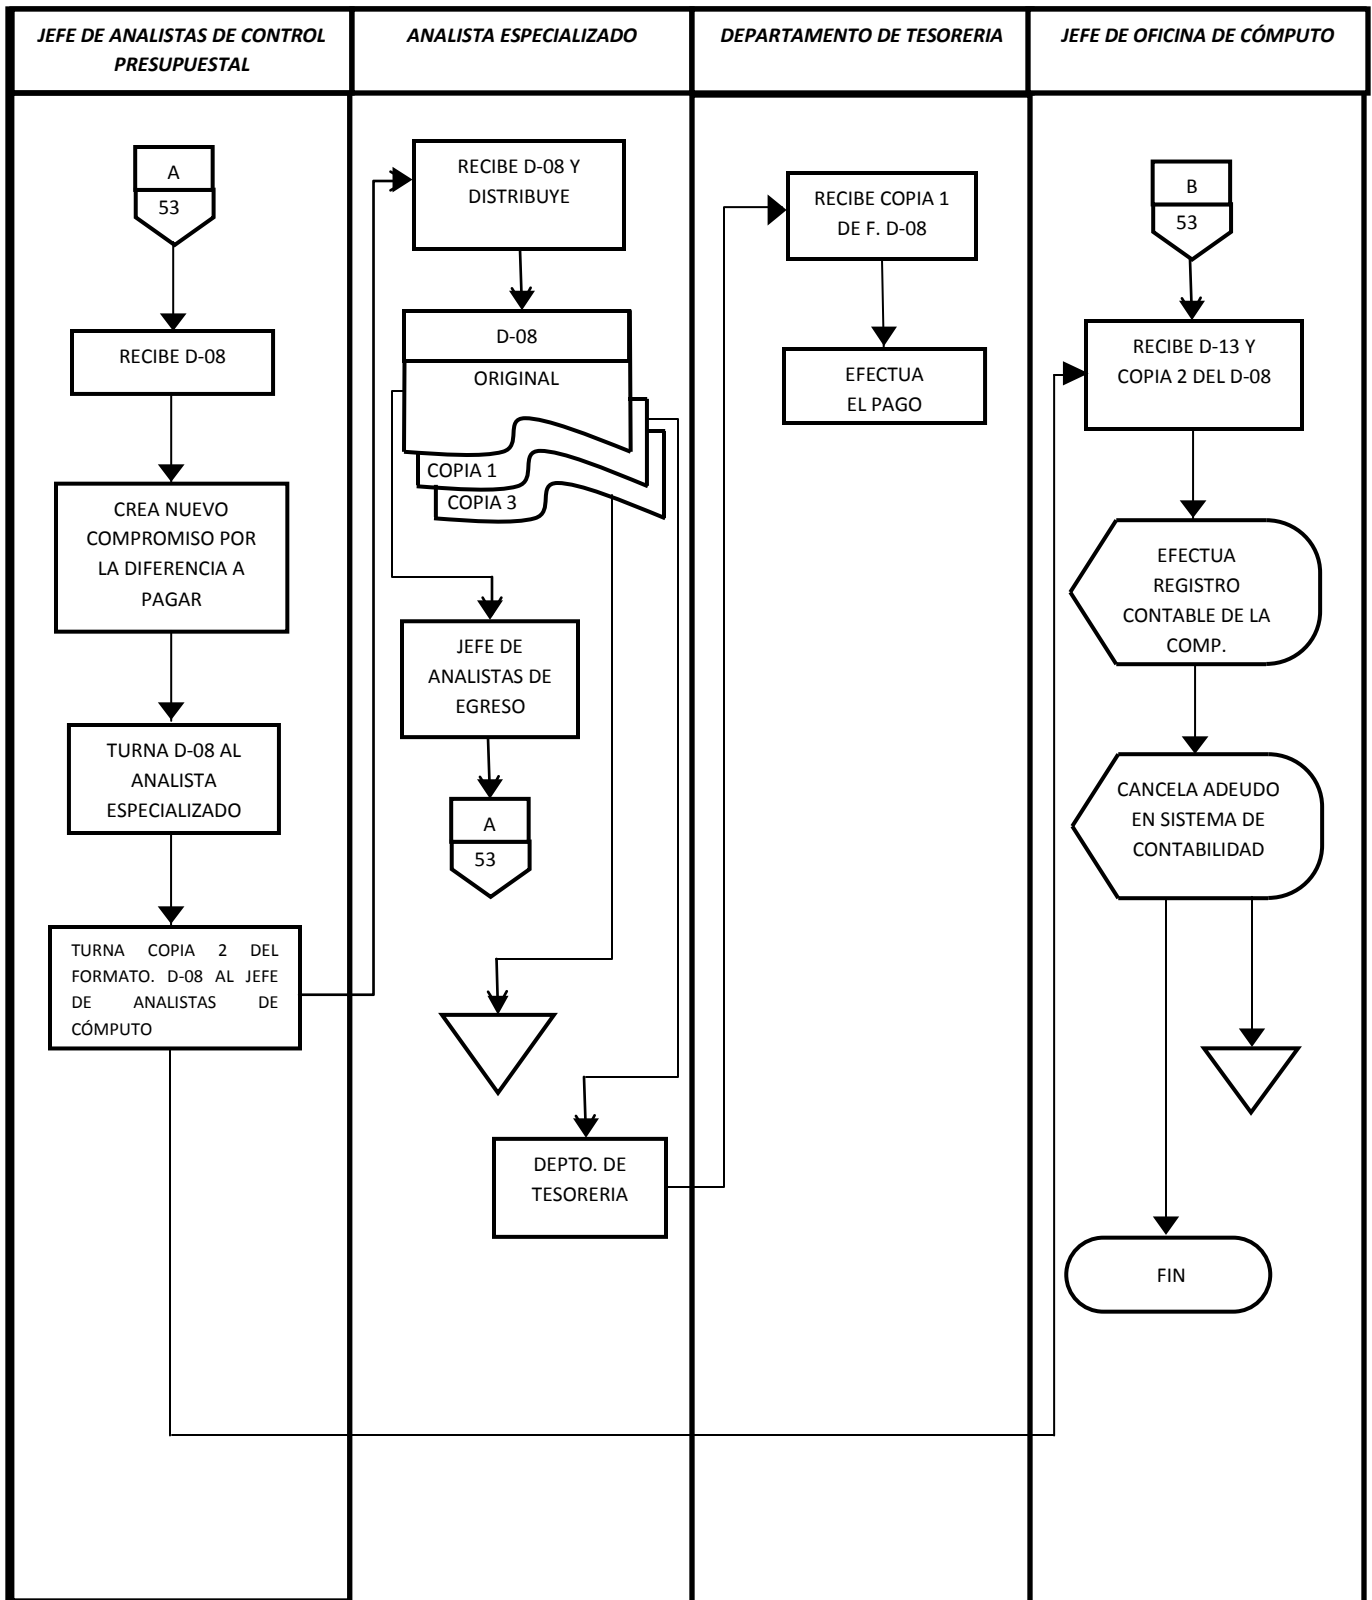 JEFE DE ANALISTAS DE CONTROL
PRESUPUESTAL
ANALISTA ESPECIALIZADO
DEPARTAMENTO DE TESORERIA
JEFE DE OFICINA DE CÓMPUTO
A
53
RECIBE D-08
CREA NUEVO
COMPROMISO POR
LA DIFERENCIA A
PAGAR
TURNA D-08 AL
ANALISTA
ESPECIALIZADO
TURNA COPIA 2 DEL
FORMATO. D-08 AL JEFE
DE ANALISTAS DE
CÓMPUTO
RECIBE D-08 Y
DISTRIBUYE
D-08
ORIGINAL
COPIA 1
COPIA 3
JEFE DE
ANALISTAS DE
EGRESO
A
53
DEPTO. DE
TESORERIA
RECIBE COPIA 1
DE F. D-08
EFECTUA
EL PAGO
B
53
RECIBE D-13 Y
COPIA 2 DEL D-08
EFECTUA
REGISTRO
CONTABLE DE LA
COMP.
CANCELA ADEUDO
EN SISTEMA DE
CONTABILIDAD
FIN